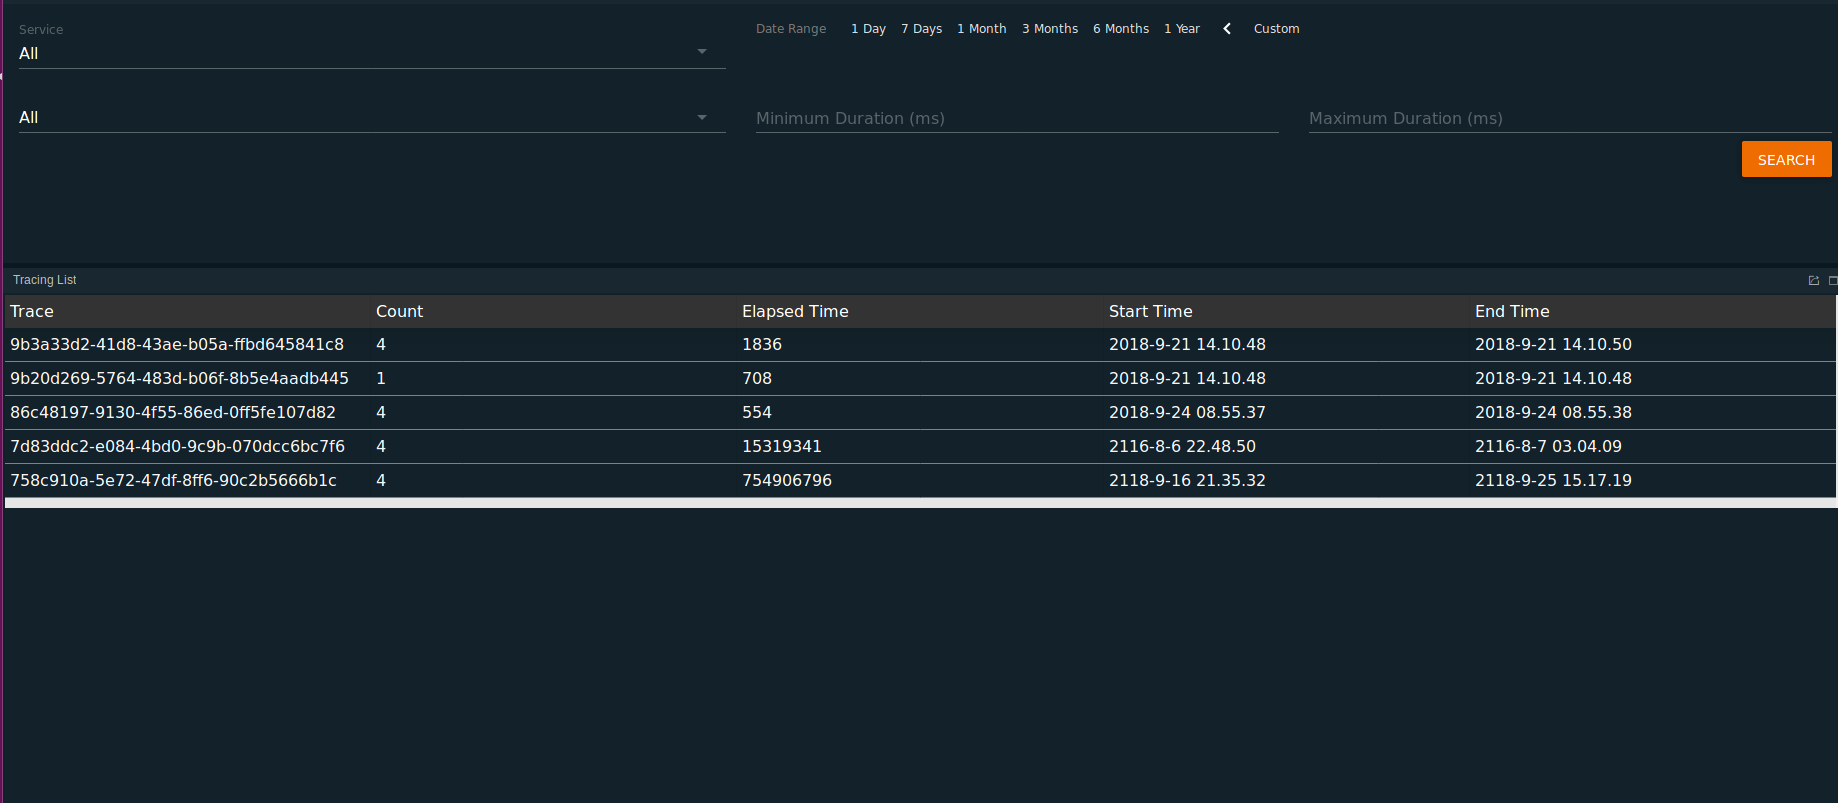 Service
All
Date Range 1 Day 7 Days 1 Month 3 Months 6 Months 1 Year Custom
All
Minimum Duration (ms) Maximum Duration (ms)
SEARCH
Tracing List
Trace Count Elapsed Time Start Time End Time
9b3a33d2-41d8-43ae-b05a-ffbd645841c8 4 1836 2018-9-21 14.10.48 2018-9-21 14.10.50
9b20d269-5764-483d-b06f-8b5e4aadb445 1 708 2018-9-21 14.10.48 2018-9-21 14.10.48
86c48197-9130-4f55-86ed-0ff5fe107d82 4 554 2018-9-24 08.55.37 2018-9-24 08.55.38
7d83ddc2-e084-4bd0-9c9b-070dcc6bc7f6 4 15319341 2116-8-6 22.48.50 2116-8-7 03.04.09
758c910a-5e72-47df-8ff6-90c2b5666b1c 4 754906796 2118-9-16 21.35.32 2118-9-25 15.17.19